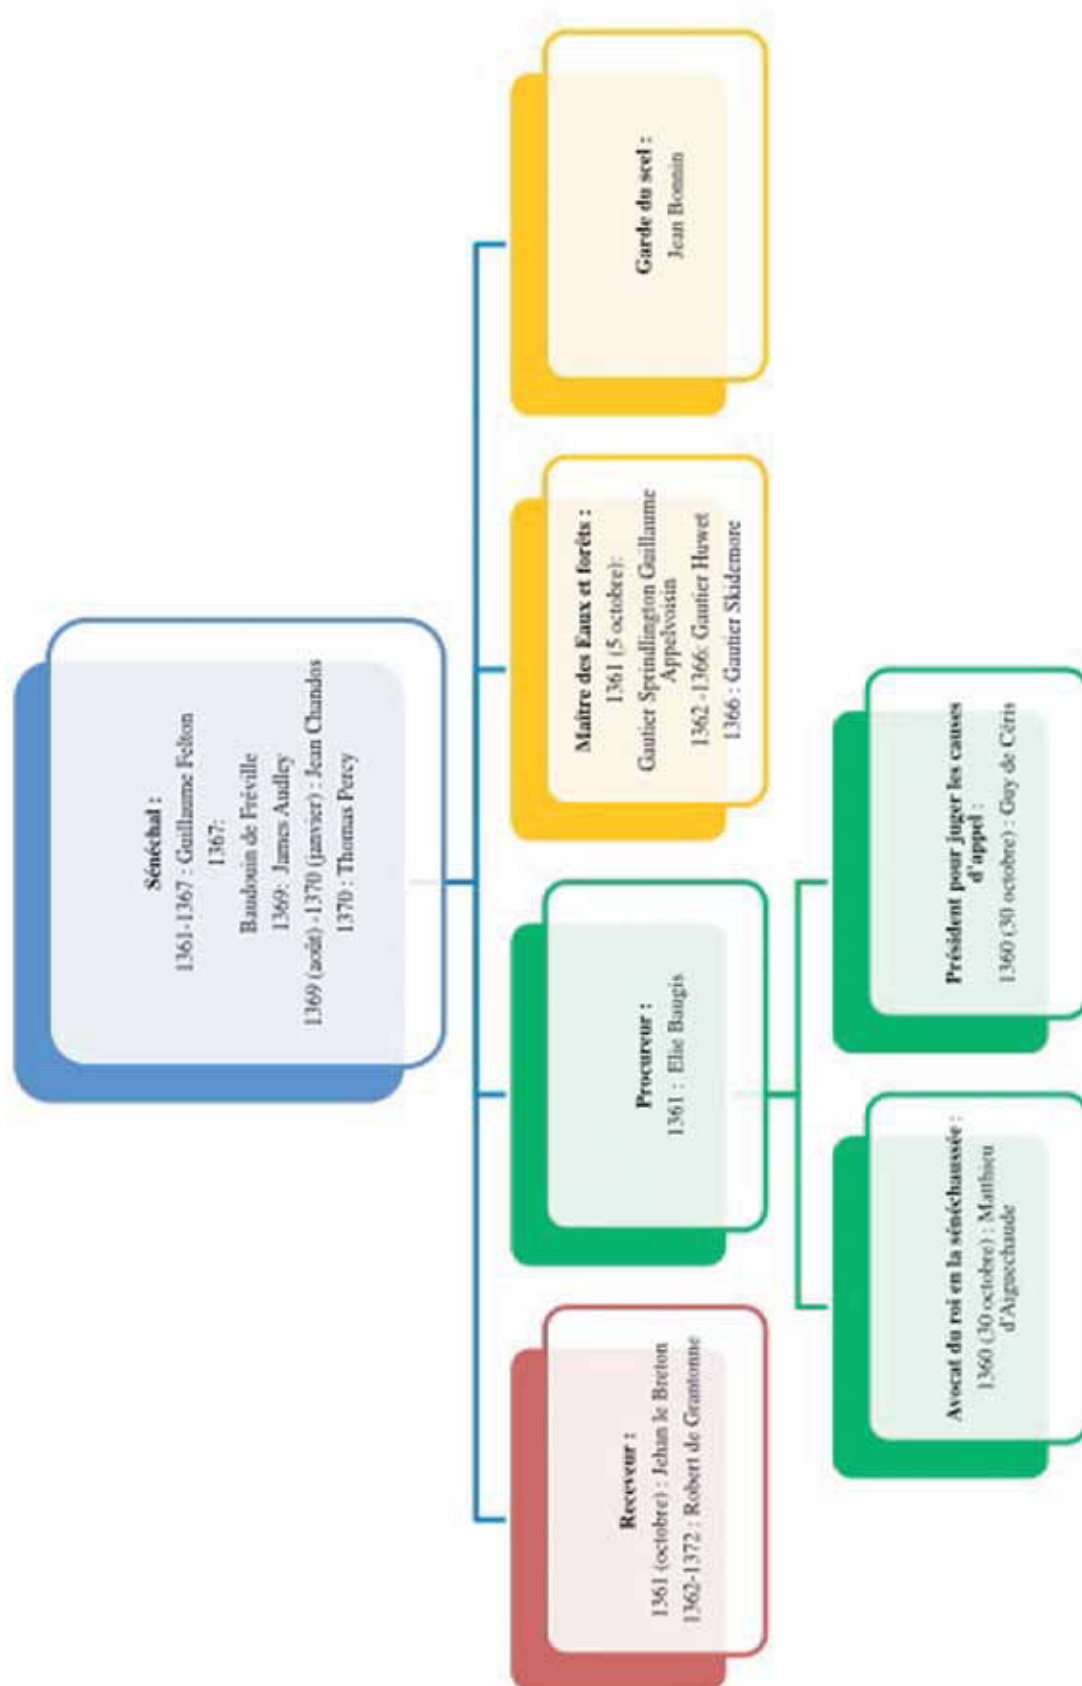 Sénéchal :
1361-1367 : Guillaume Felton
1367:
Baudouin de Fréville
1369: James Audley
1369 (août) -1370 (janvier) : Jean Chandos
1370 : Thomas Percy
Receveur :
1361 (octobre) : Jehan le Breton
1362-1372 : Robert de Grantonne
Procureur :
1361 : Elie Baugis
Maître des Eaux et forêts :
1361 (5 octobre):
Gautier Sprindlington Guillaume
Appelvoisin
1362 -1366: Gautier Huwet
1366 : Gautier Skidemore
Garde du scel :
Jean Bonnin
Avocat du roi en la sénéchaussée :
1360 (30 octobre) : Matthieu
d'Aiguechaude
Président pour juger les causes
d'appel :
1360 (30 octobre) : Guy de Céris